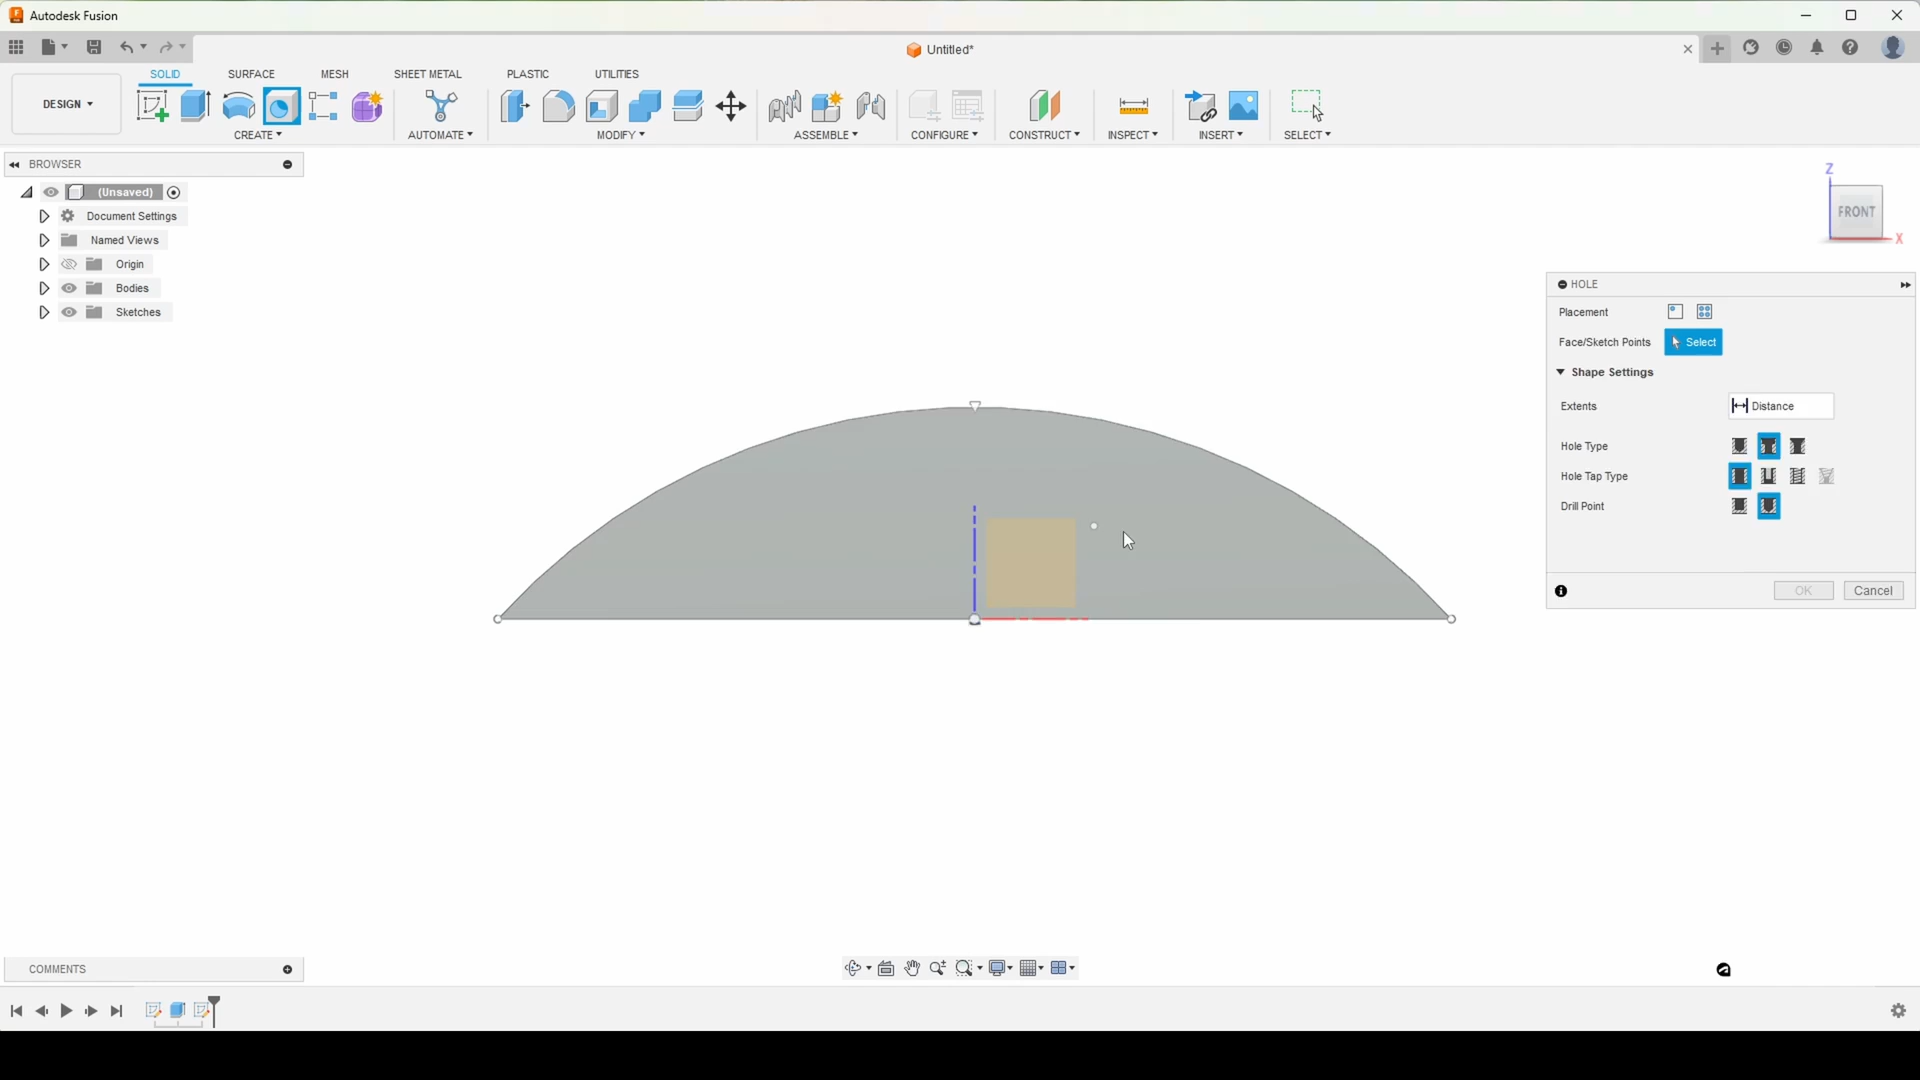 Autodesk Fusion
Untitled*
DESIGN
SOLID
SURFACE
MESH
SHEET METAL
PLASTIC
UTILITIES
CREATE
AUTOMATE
MODIFY
ASSEMBLE
CONFIGURE
CONSTRUCT
INSPECT
INSERT
SELECT
BROWSER
(Unsaved)
Document Settings
Named Views
Origin
Bodies
Sketches
Z
FRONT
X
HOLE
Placement
Face/Sketch Points
Select
Shape Settings
Extents
Distance
Hole Type
Hole Tap Type
Drill Point
OK
Cancel
COMMENTS